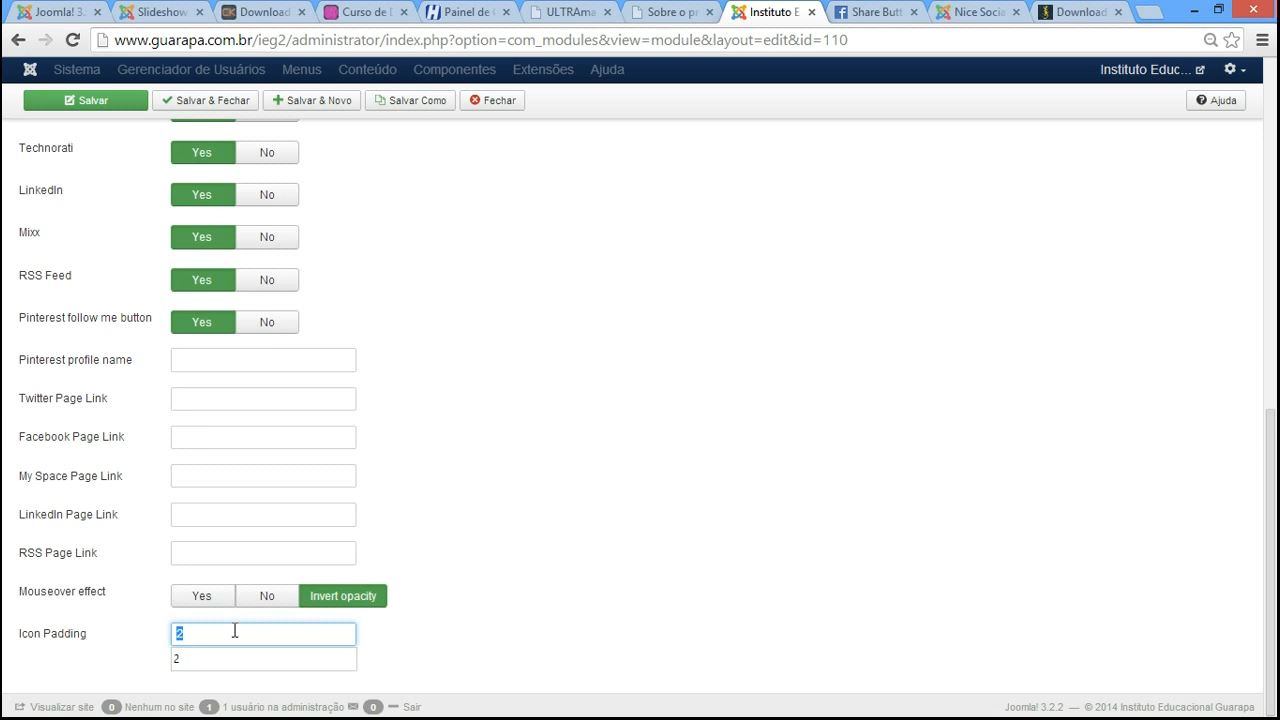 Joomla! 3. Slideshow Download Curso de Painel de ULTRAma Sobre o pr Instituto E Share Butt Nice Socia Download
www.guarapa.com.br/ieg2/administrator/index.php?option=com_modules&view=module&layout=edit&id=110
Sistema Gerenciador de Usuários Menus Conteúdo Componentes Extensões Ajuda Instituto Educ...
Salvar Salvar & Fechar Salvar & Novo Salvar Como Fechar Ajuda
Technorati Yes No
LinkedIn Yes No
Mixx Yes No
RSS Feed Yes No
Pinterest follow me button Yes No
Pinterest profile name
Twitter Page Link
Facebook Page Link
My Space Page Link
LinkedIn Page Link
RSS Page Link
Mouseover effect Yes No Invert opacity
Icon Padding 2
2
Visualizar site 0 Nenhum no site 1 1 usuário na administração 0 Sair Joomla! 3.2.2 — © 2014 Instituto Educacional Guarapa